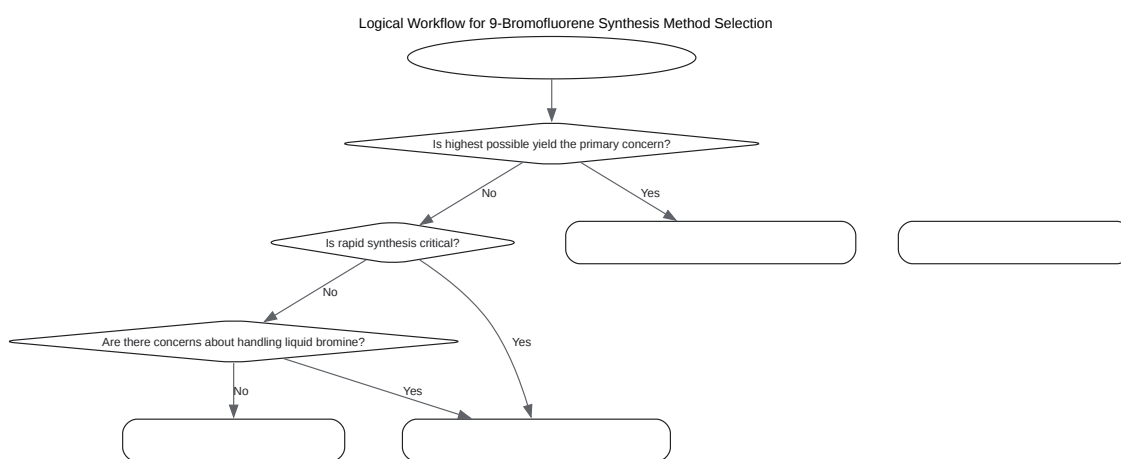 Logical Workflow for 9-Bromofluorene Synthesis Method Selection
Is highest possible yield the primary concern?
No
Yes
Is rapid synthesis critical?
No
Are there concerns about handling liquid bromine?
Yes
No
Yes